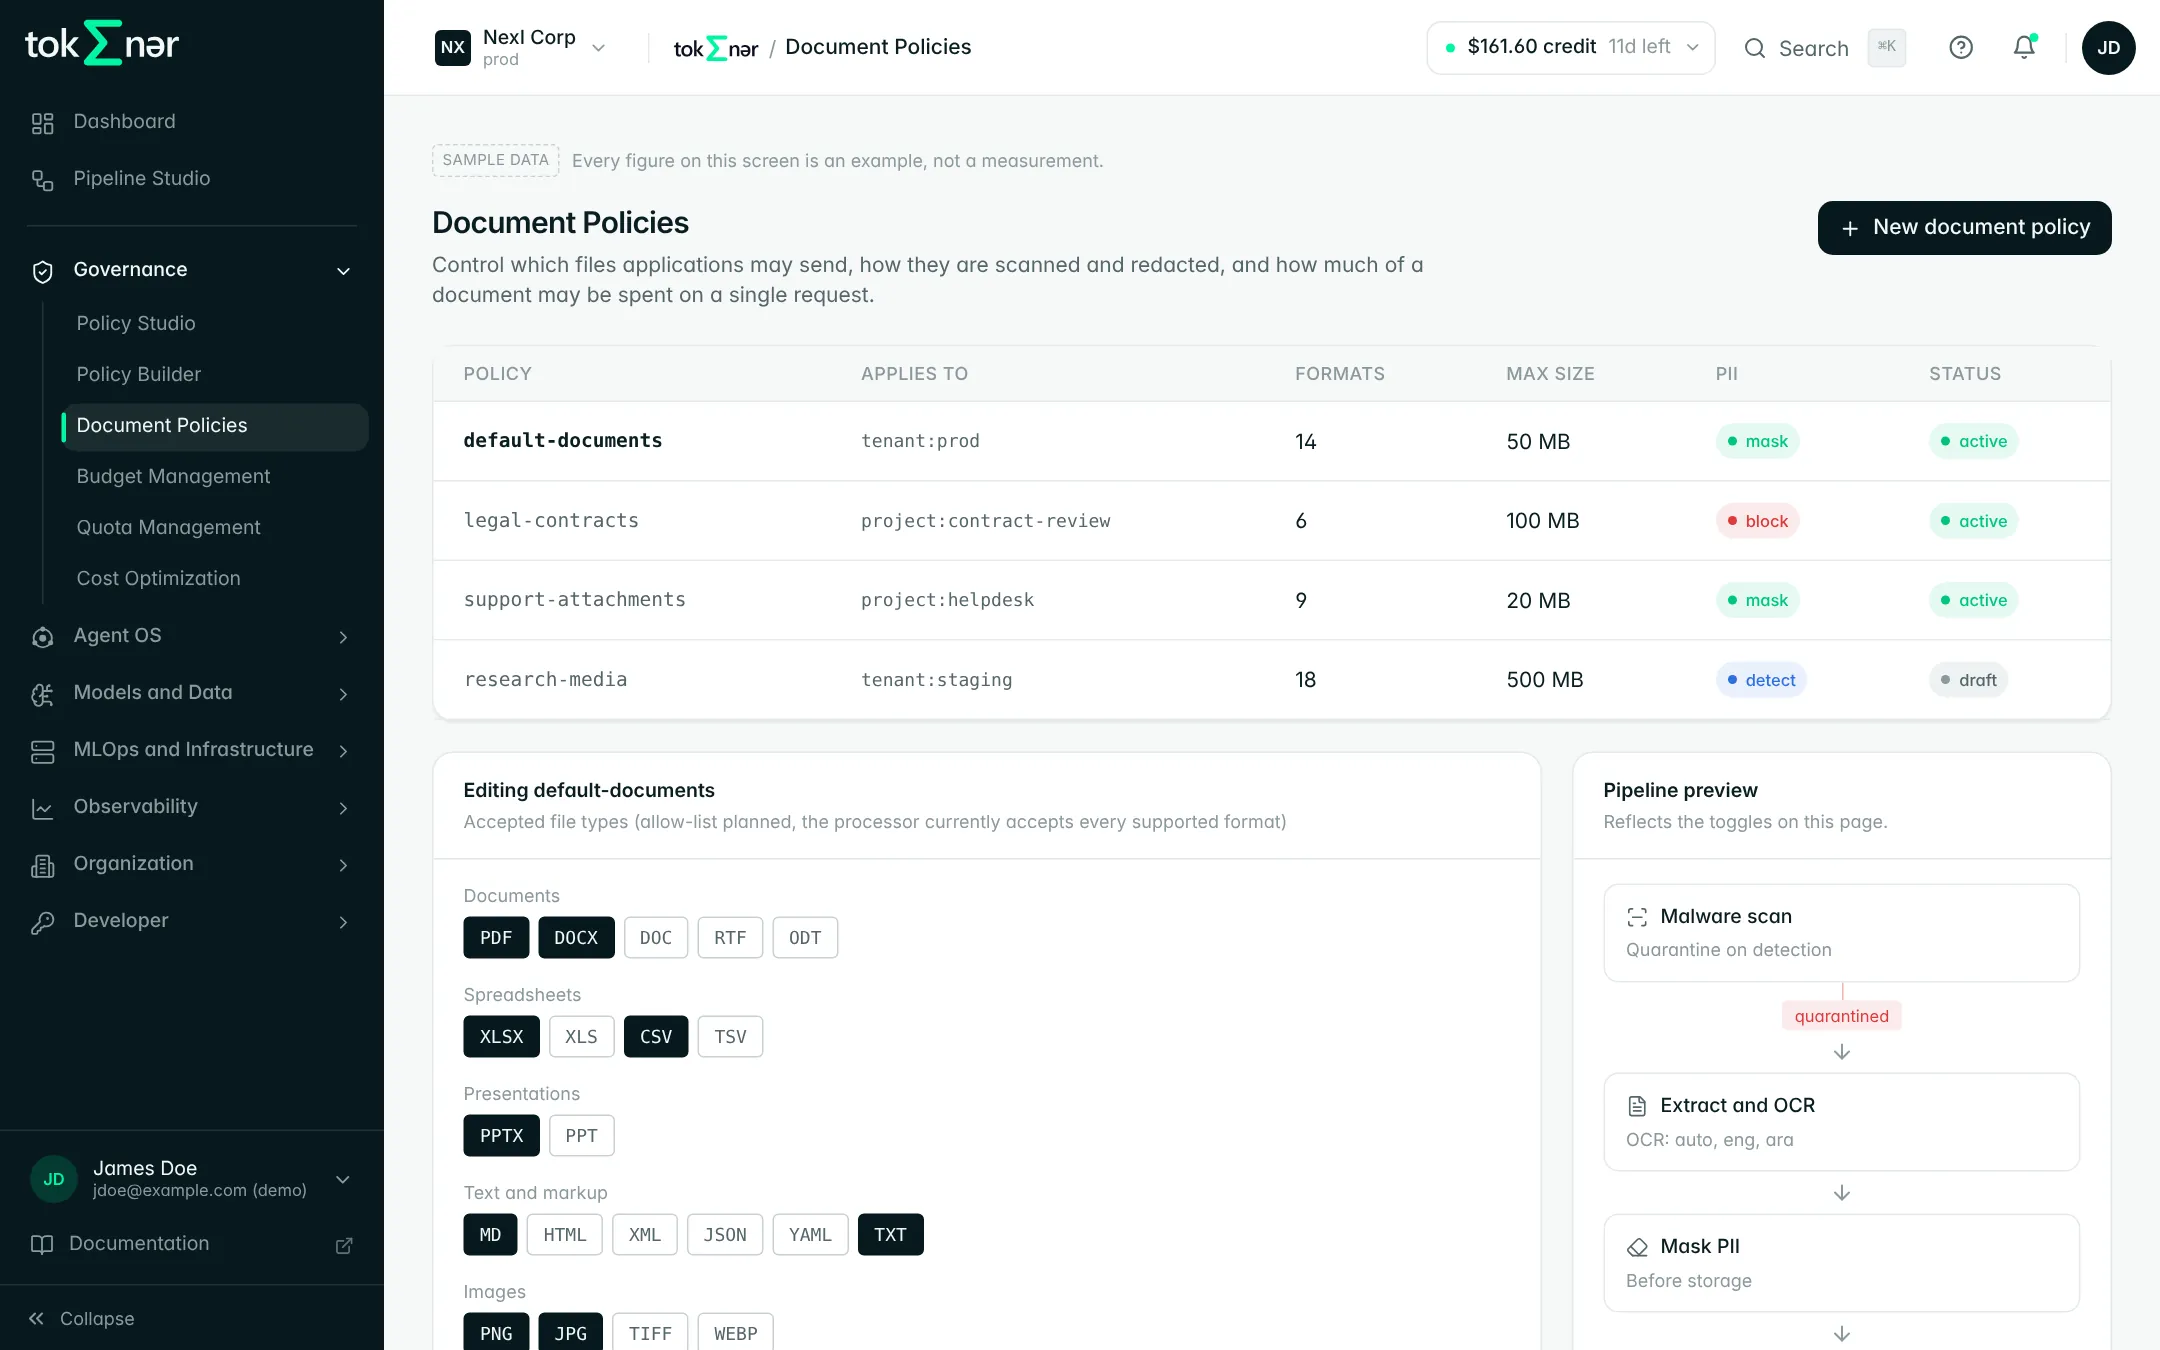 tokΣnər
Dashboard
Pipeline Studio
Governance
Policy Studio
Policy Builder
Document Policies
Budget Management
Quota Management
Cost Optimization
Agent OS
Models and Data
MLOps and Infrastructure
Observability
Organization
Developer
JD
James Doe
jdoe@example.com (demo)
Documentation
Collapse
NX
Nexl Corp
prod
tokΣnər / Document Policies
$161.60 credit 11d left
Search
⌘K
JD
SAMPLE DATA
Every figure on this screen is an example, not a measurement.
Document Policies
Control which files applications may send, how they are scanned and redacted, and how much of a
document may be spent on a single request.
+ New document policy
POLICY APPLIES TO FORMATS MAX SIZE PII STATUS
default-documents tenant:prod 14 50 MB mask active
legal-contracts project:contract-review 6 100 MB block active
support-attachments project:helpdesk 9 20 MB mask active
research-media tenant:staging 18 500 MB detect draft
Editing default-documents
Accepted file types (allow-list planned, the processor currently accepts every supported format)
Documents
PDF DOCX DOC RTF ODT
Spreadsheets
XLSX XLS CSV TSV
Presentations
PPTX PPT
Text and markup
MD HTML XML JSON YAML TXT
Images
PNG JPG TIFF WEBP
Pipeline preview
Reflects the toggles on this page.
Malware scan
Quarantine on detection
quarantined
Extract and OCR
OCR: auto, eng, ara
Mask PII
Before storage